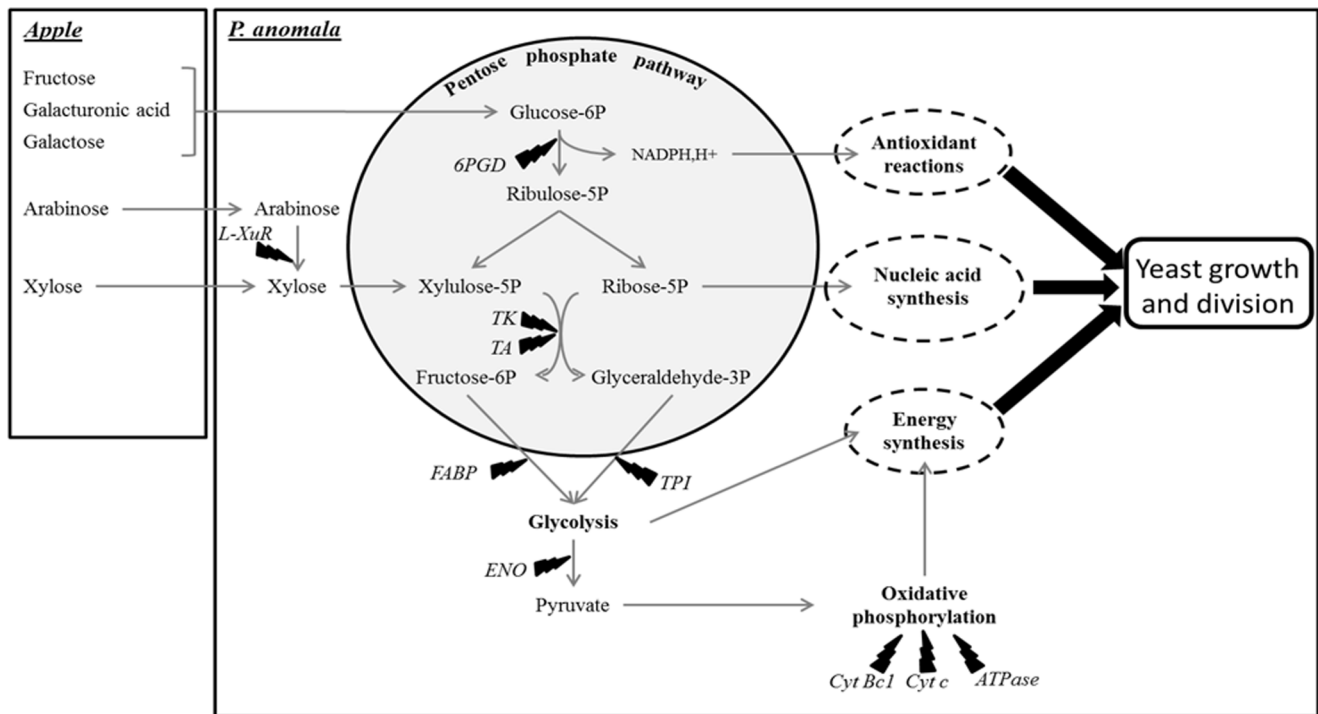 Apple
P. anomala
Fructose
Galacturonic acid
Galactose
Arabinose
Xylose
Arabinose
L-XuR
Xylose
Pentose phosphate pathway
Glucose-6P
6PGD
NADPH,H+
Ribulose-5P
Xylulose-5P
Ribose-5P
TK
TA
Fructose-6P
Glyceraldehyde-3P
FABP
TPI
Glycolysis
ENO
Pyruvate
Antioxidant
reactions
Nucleic acid
synthesis
Energy
synthesis
Oxidative
phosphorylation
Cyt Bc1
Cyt c
ATPase
Yeast growth
and division